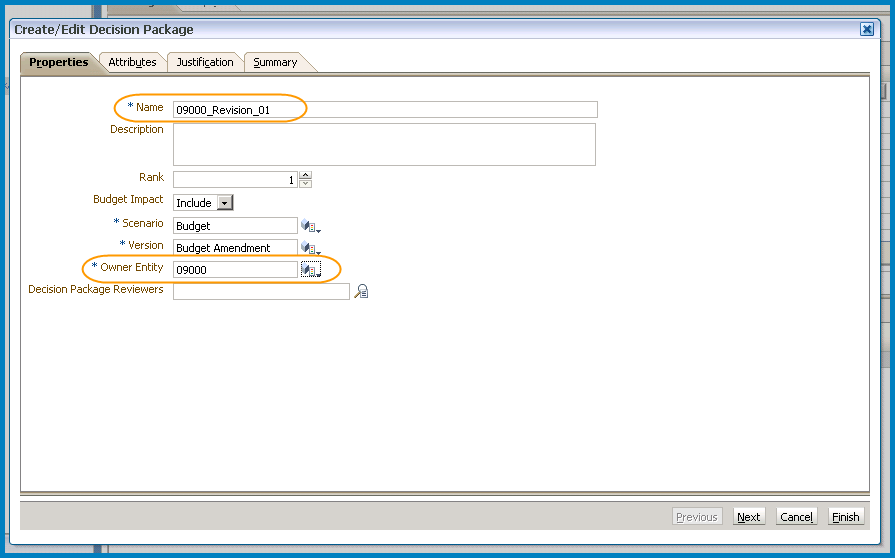 Create/Edit Decision Package
Properties Attributes Justification Summary
* Name 09000_Revision_01
Description
Rank 1
Budget Impact Include
* Scenario Budget
* Version Budget Amendment
* Owner Entity 09000
Decision Package Reviewers
Previous Next Cancel Finish